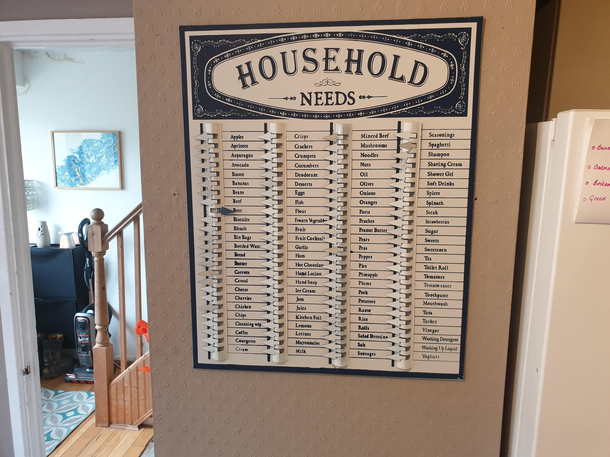 HOUSEHOLD
NEEDS
Apples
Apricots
Asparagus
Avocado
Bacon
Bananas
Beans
Beef
Biscuits
Bleach
Bin Bags
Bread
Butter
Carrots
Cereal
Cheese
Cherries
Chicken
Chips
Cleaning wip
Coffee
Courgettes
Cream
Crisps
Crackers
Crumpets
Cucumbers
Deodorant
Desserts
Eggs
Fish
Flour
Frozen Vegetable
Fruit
Fruit Cocktail
Garlic
Ham
Hot Chocolate
Hand Lotion
Hand Soap
Ice Cream
Jam
Juice
Kitchen Foil
Lemons
Lettuce
Mayonnaise
Milk
Minced Beef
Mushrooms
Noodles
Nuts
Oil
Olives
Onions
Oranges
Pasta
Peaches
Peanut Butter
Pears
Peas
Pepper
Pies
Pineapple
Plums
Pork
Potatoes
Razor
Rice
Rolls
Salad Dressing
Salt
Sausages
Seasonings
Spaghetti
Shampoo
Shaving Cream
Shower Gel
Soft Drinks
Spices
Spinach
Steak
Strawberries
Sugar
Sweets
Sweetcorn
Tea
Toilet Roll
Tomatoes
Tomato sauce
Toothpaste
Mouthwash
Tuna
Turkey
Vinegar
Washing Detergent
Washing Up Liquid
Yoghurt